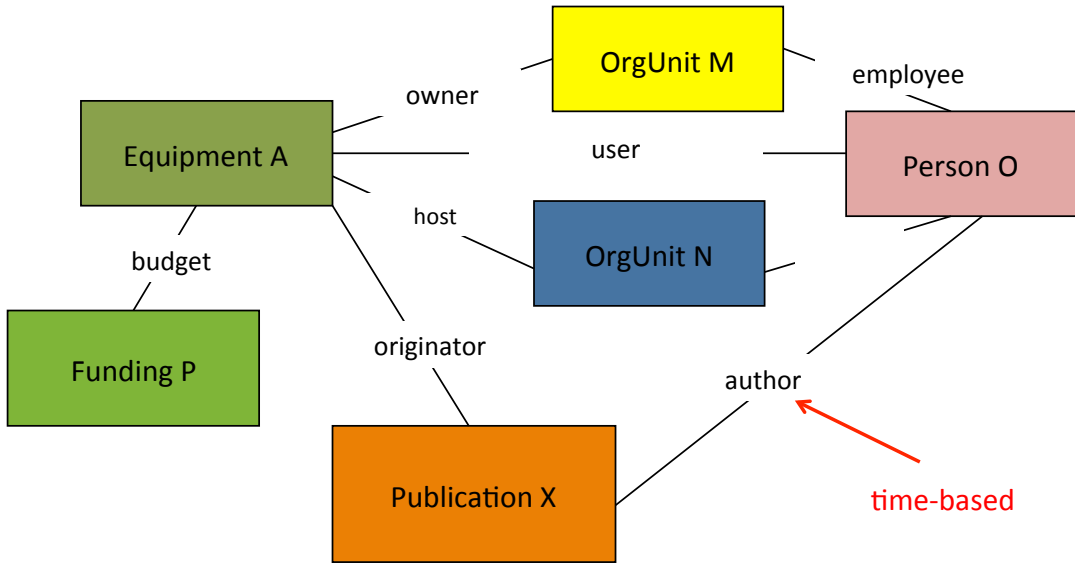 OrgUnit M
employee
owner
Equipment A
user
Person O
host
OrgUnit N
budget
originator
Funding P
author
Publication X
time-based